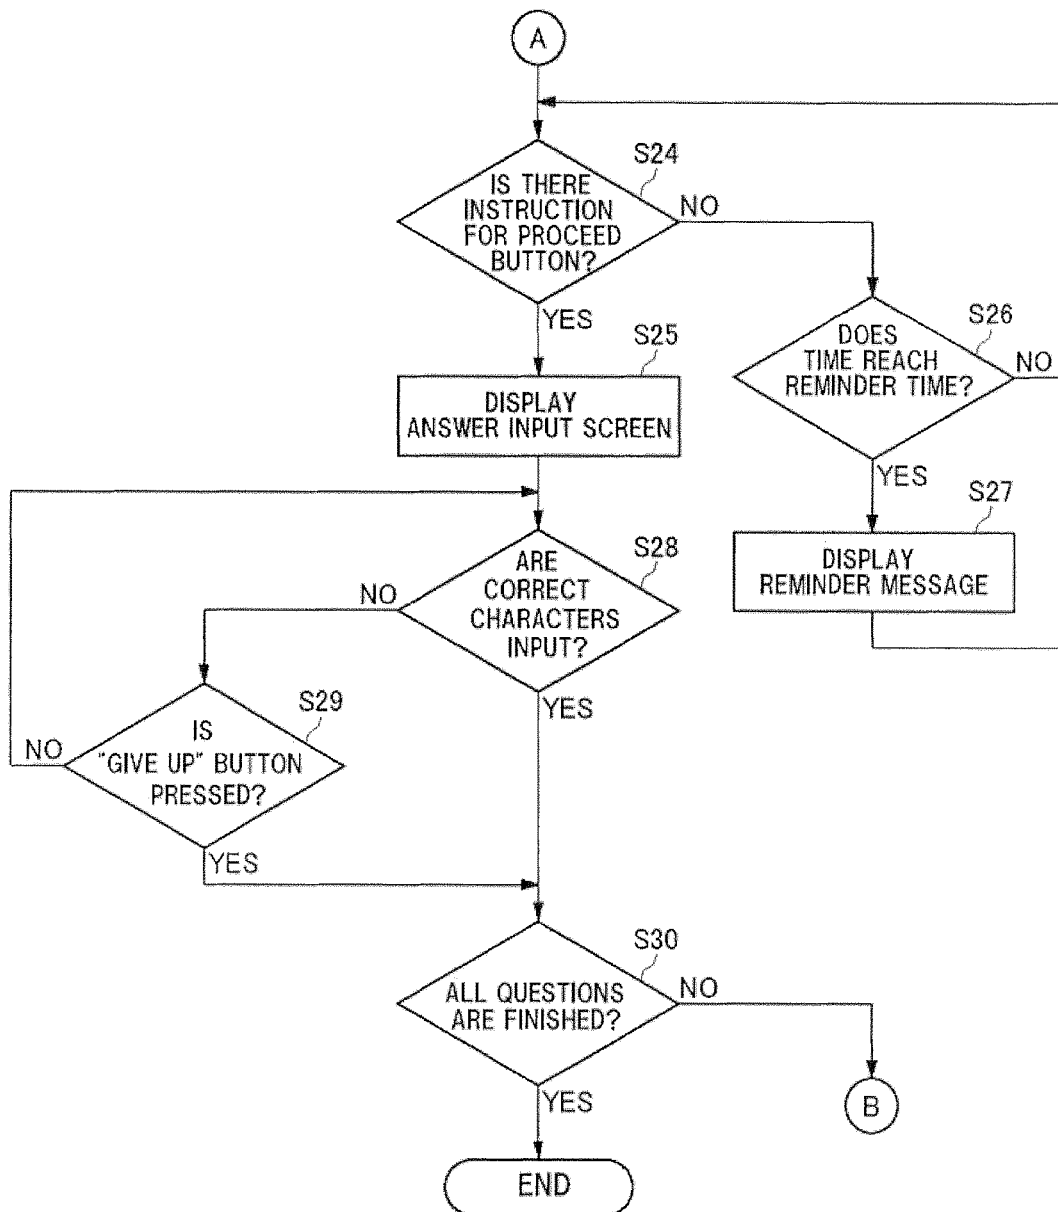 A
S24
IS THERE
INSTRUCTION
FOR PROCEED
BUTTON?
NO
YES
S25
DISPLAY
ANSWER INPUT SCREEN
S26
DOES
TIME REACH
REMINDER TIME?
NO
YES
S27
DISPLAY
REMINDER MESSAGE
S28
ARE
CORRECT
CHARACTERS
INPUT?
NO
YES
S29
IS
"GIVE UP" BUTTON
PRESSED?
NO
YES
S30
ALL QUESTIONS
ARE FINISHED?
NO
YES
B
END